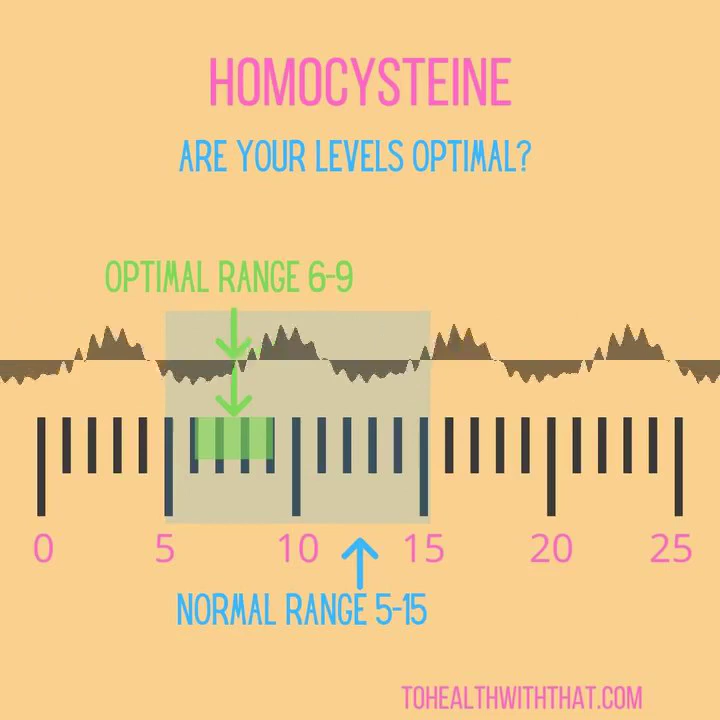 HOMOCYSTEINE
ARE YOUR LEVELS OPTIMAL?
OPTIMAL RANGE 6-9
0 5 10 15 20 25
NORMAL RANGE 5-15
TOHEALTHWITHTHAT.COM